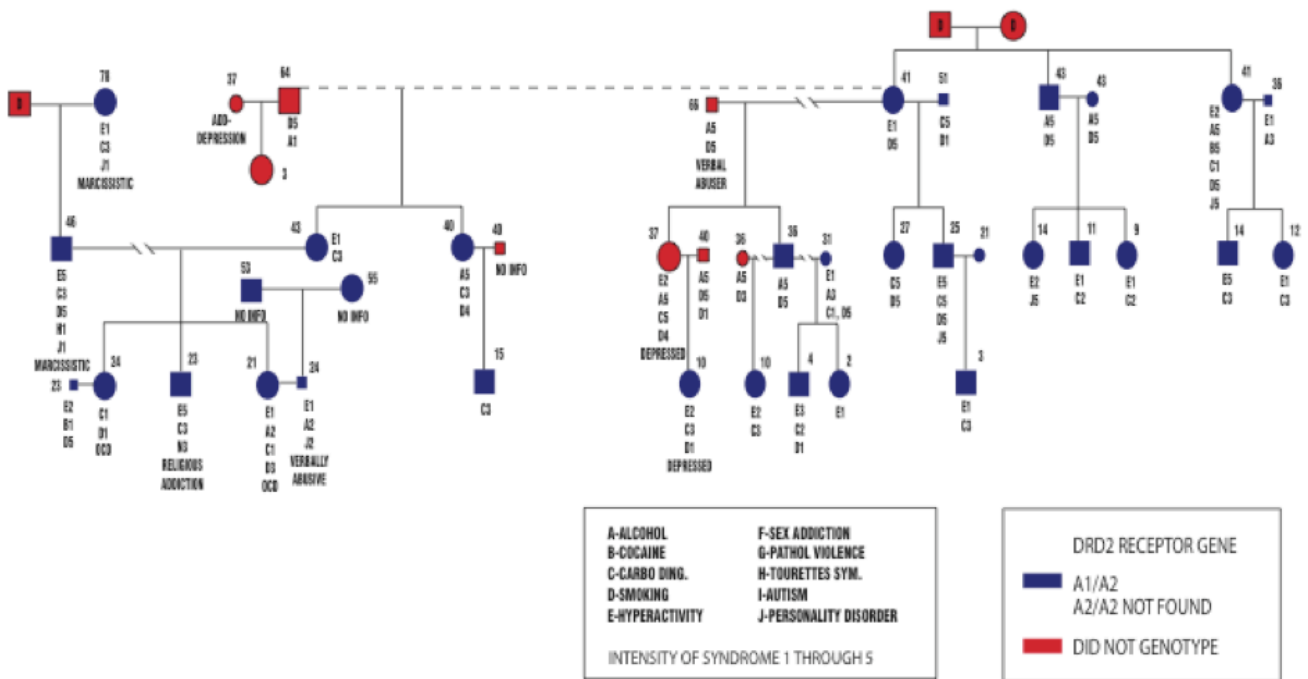 D
D
D
78
E1
C3
J1
MARCISSISTIC
37
ADD-
DEPRESSION
64
D5
A1
3
66
A5
D5
VERBAL
ABUSER
41
E1
D5
51
C5
D1
43
A5
D5
43
A5
D5
41
E2
A5
B5
C1
D5
J5
36
E1
A3
46
E5
C3
D5
H1
J1
MARCISSISTIC
43
E1
C3
40
A5
C3
D4
40
NO INFO
53
NO INFO
55
NO INFO
37
E2
A5
C5
D4
DEPRESSED
40
A5
D5
D1
36
A5
D3
36
A5
D5
31
E1
A3
C1, D5
27
C5
D5
25
E5
C5
D5
J5
21
14
E2
J5
11
E1
C2
9
E1
C2
14
E5
C3
12
E1
C3
23
E2
B1
D5
24
C1
D1
OCD
23
E5
C3
N3
RELIGIOUS
ADDICTION
21
E1
A2
C1
D3
OCD
24
E1
A2
J2
VERBALLY
ABUSIVE
15
C3
10
E2
C3
D1
DEPRESSED
10
E2
C3
4
E3
C2
D1
2
E1
3
E1
C3
A-ALCOHOL
B-COCAINE
C-CARBO DING.
D-SMOKING
E-HYPERACTIVITY
F-SEX ADDICTION
G-PATHOL VIOLENCE
H-TOURETTES SYM.
I-AUTISM
J-PERSONALITY DISORDER
INTENSITY OF SYNDROME 1 THROUGH 5
DRD2 RECEPTOR GENE
A1/A2
A2/A2 NOT FOUND
DID NOT GENOTYPE